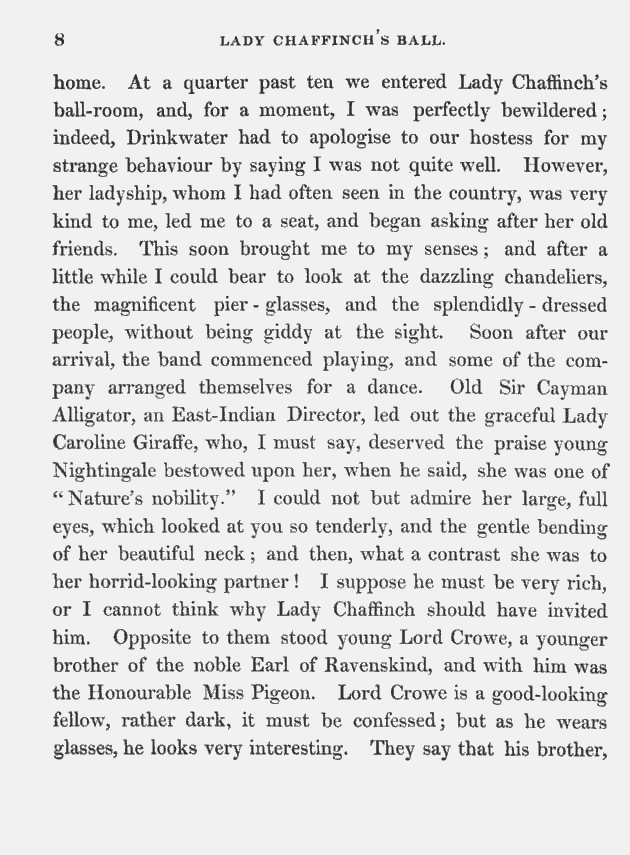 8 LADY CHAFFINCH'S BALL.
home. At a quarter past ten we entered Lady Chaffinch's
ball-room, and, for a moment, I was perfectly bewildered;
indeed, Drinkwater had to apologise to our hostess for my
strange behaviour by saying I was not quite well. However,
her ladyship, whom I had often seen in the country, was very
kind to me, led me to a seat, and began asking after her old
friends. This soon brought me to my senses; and after a
little while I could bear to look at the dazzling chandeliers,
the magnificent pier-glasses, and the splendidly-dressed
people, without being giddy at the sight. Soon after our
arrival, the band commenced playing, and some of the com-
pany arranged themselves for a dance. Old Sir Cayman
Alligator, an East-Indian Director, led out the graceful Lady
Caroline Giraffe, who, I must say, deserved the praise young
Nightingale bestowed upon her, when he said, she was one of
“Nature's nobility.” I could not but admire her large, full
eyes, which looked at you so tenderly, and the gentle bending
of her beautiful neck; and then, what a contrast she was to
her horrid-looking partner! I suppose he must be very rich,
or I cannot think why Lady Chaffinch should have invited
him. Opposite to them stood young Lord Crowe, a younger
brother of the noble Earl of Ravenskind, and with him was
the Honourable Miss Pigeon. Lord Crowe is a good-looking
fellow, rather dark, it must be confessed; but as he wears
glasses, he looks very interesting. They say that his brother,